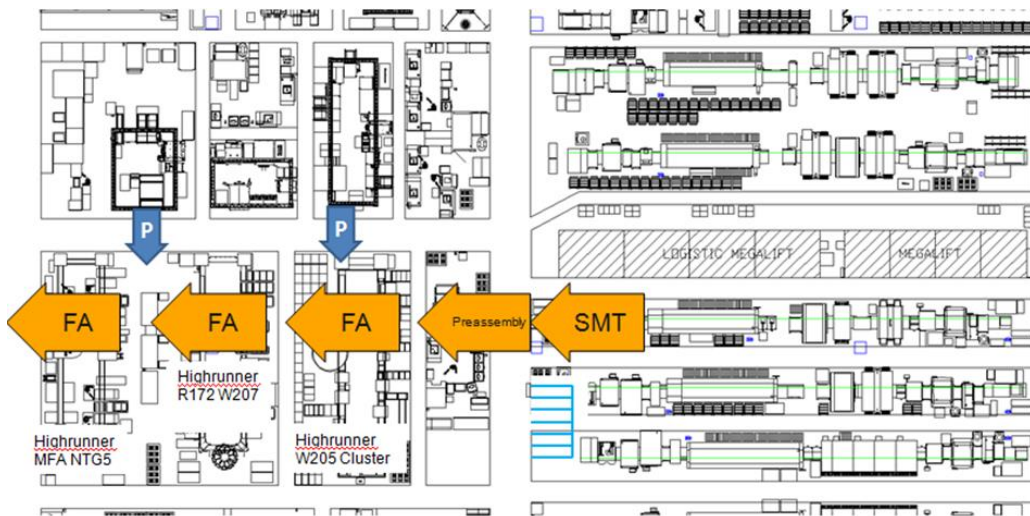 P
P
LOGISTIC MEGALIFT
MEGALIFT
FA
FA
FA
Preassembly
SMT
Highrunner
R172 W207
Highrunner
MFA NTG5
Highrunner
W205 Cluster